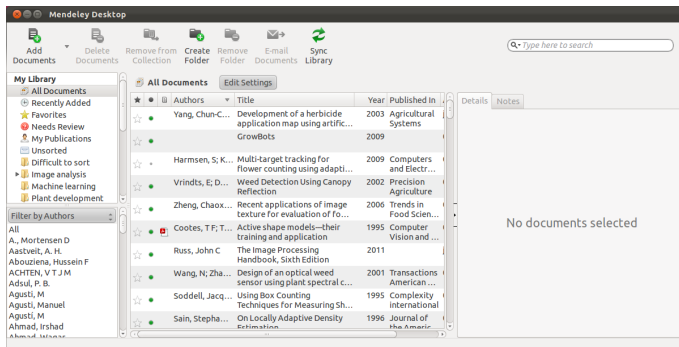 Mendeley Desktop
Add Documents
Delete Documents
Remove from Collection
Create Folder
Remove Folder
E-mail Documents
Sync Library
Type here to search
My Library
All Documents
Recently Added
Favorites
Needs Review
My Publications
Unsorted
Difficult to sort
Image analysis
Machine learning
Plant development
Filter by Authors
All
A., Mortensen D
Aastveit, A. H.
Abouziena, Hussein F
ACHTEN, V T J M
Adsul, P. B.
Agusti, M
Agusti, Manuel
Agustí, M
Ahmad, Irshad
Ahmad, Waqar
All Documents Edit Settings
Authors Title Year Published In
Yang, Chun-C... Development of a herbicide 2003 Agricultural
application map using artific... Systems
GrowBots 2009
Harmsen, S; K... Multi-target tracking for 2009 Computers
flower counting using adapti... and Electr...
Vrindts, E; D... Weed Detection Using Canopy 2002 Precision
Reflection Agriculture
Zheng, Chaox... Recent applications of image 2006 Trends in
texture for evaluation of fo... Food Scien...
Cootes, T F; T... Active shape models—their 1995 Computer
training and application Vision and ...
Russ, John C The Image Processing 2011
Handbook, Sixth Edition
Wang, N; Zha... Design of an optical weed 2001 Transactions
sensor using plant spectral c... American ...
Soddell, Jacq... Using Box Counting 1995 Complexity
Techniques for Measuring Sh... international
Sain, Stepha... On Locally Adaptive Density 1996 Journal of
Estimation the Americ...
Details Notes
No documents selected